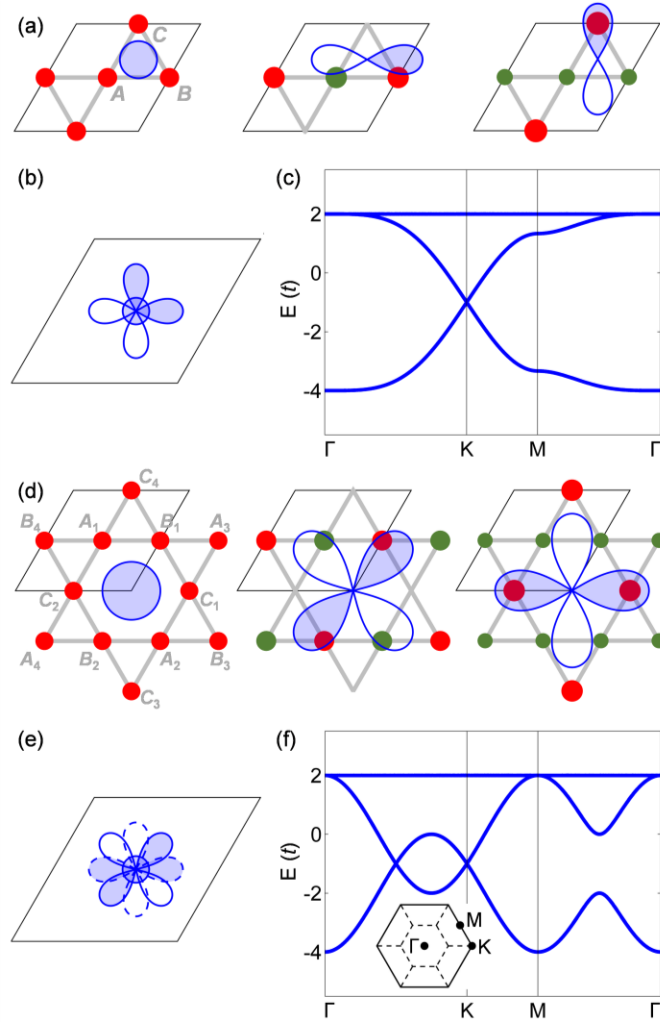 (a)
C
A
B
(b)
(c)
E (t)
2
0
-2
-4
Γ
K
M
Γ
(d)
C4
B4
A1
B1
A3
C2
C1
A4
B2
A2
B3
C3
(e)
(f)
E (t)
2
0
-2
-4
Γ
M
K
Γ
K
M
Γ